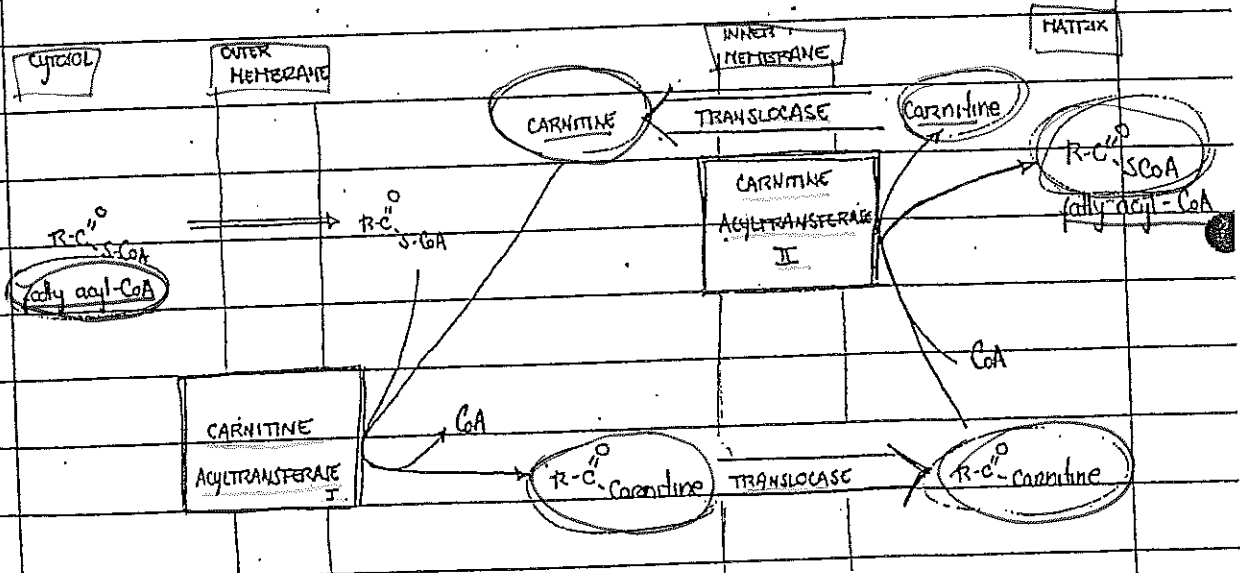 CYTOSOL
OUTER
MEMBRANE
INNER
MEMBRANE
MATRIX
CARNITINE
TRANSLOCASE
Carnitine
R-C=O
SCoA
fatty-acyl-CoA
CARNITINE
ACYLTRANSFERASE
II
R-C=O
S-CoA
fatty acyl-CoA
R-C=O
S-CoA
CoA
CARNITINE
ACYLTRANSFERASE
I
CoA
R-C=O
Carnitine
TRANSLOCASE
R-C=O
Carnitine